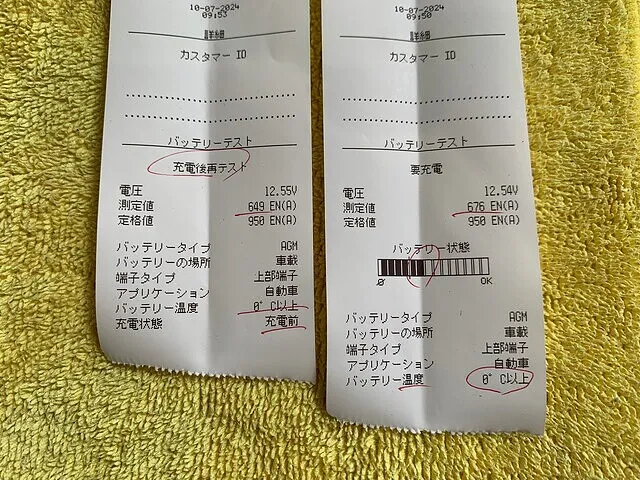 10-07-2024
09:53
詳細
カスタマー ID
バッテリーテスト
充電後再テスト
電圧 12.55V
測定値 649 EN(A)
定格値 950 EN(A)
バッテリータイプ AGM
バッテリーの場所 車載
端子タイプ 上部端子
アプリケーション 自動車
バッテリー温度 0° C以上
充電状態 充電前
10-07-2024
09:50
詳細
カスタマー ID
バッテリーテスト
要充電
電圧 12.54V
測定値 676 EN(A)
定格値 950 EN(A)
バッテリー状態
0 OK
バッテリータイプ AGM
バッテリーの場所 車載
端子タイプ 上部端子
アプリケーション 自動車
バッテリー温度 0° C以上